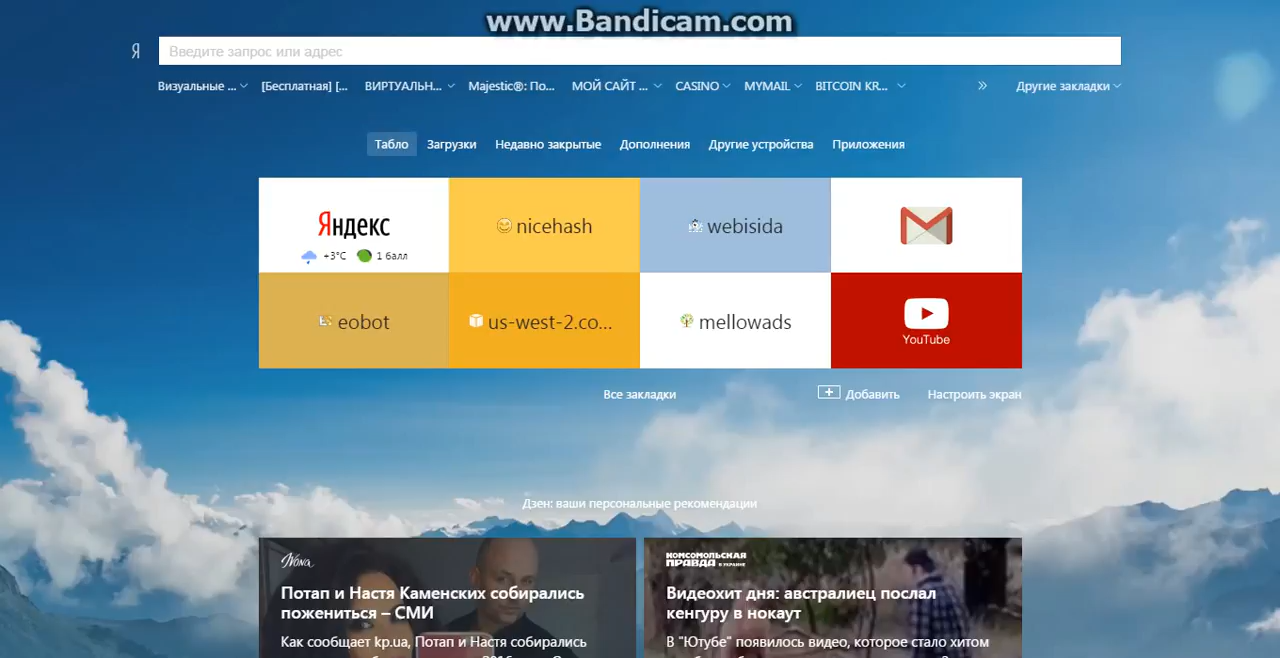 www.Bandicam.com
Я Введите запрос или адрес
Визуальные ... [Бесплатная] [... ВИРТУАЛЬН... Majestic®: По... МОЙ САЙТ ... CASINO MYMAIL BITCOIN KR... » Другие закладки
Табло Загрузки Недавно закрытые Дополнения Другие устройства Приложения
Яндекс
+3°C 1 балл
nicehash
webisida
eobot
us-west-2.co...
mellowads
YouTube
Все закладки Добавить Настроить экран
Дзен: ваши персональные рекомендации
Потап и Настя Каменских собирались
пожениться – СМИ
Как сообщает kp.ua, Потап и Настя собирались
КОМСОМОЛЬСКАЯ
ПРАВДА В УКРАИНЕ
Видеохит дня: австралиец послал
кенгуру в нокаут
В "Ютубе" появилось видео, которое стало хитом